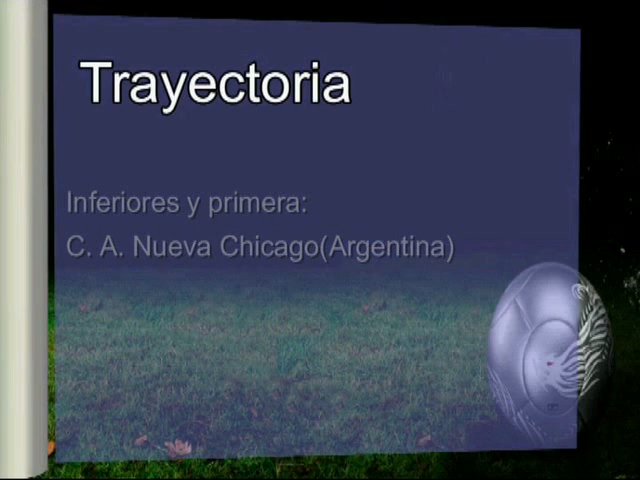 Trayectoria
Inferiores y primera:
C. A. Nueva Chicago(Argentina)